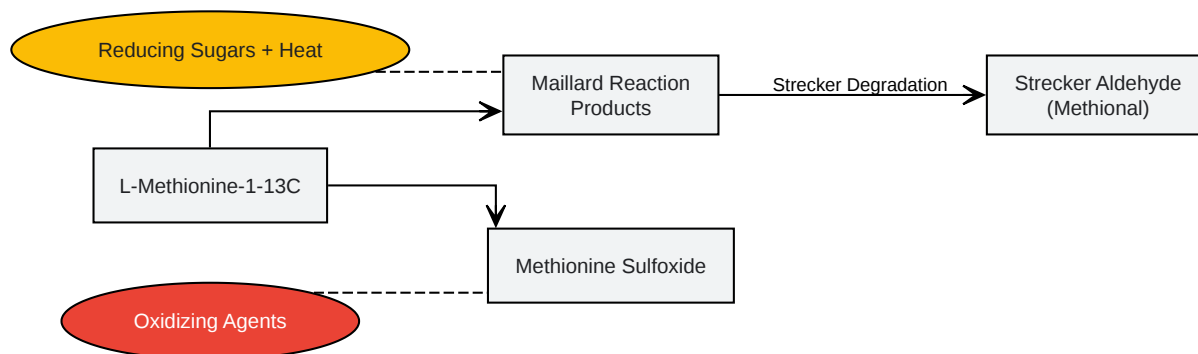 Reducing Sugars + Heat
Maillard Reaction
Products
Strecker Degradation
Strecker Aldehyde
(Methional)
L-Methionine-1-13C
Methionine Sulfoxide
Oxidizing Agents